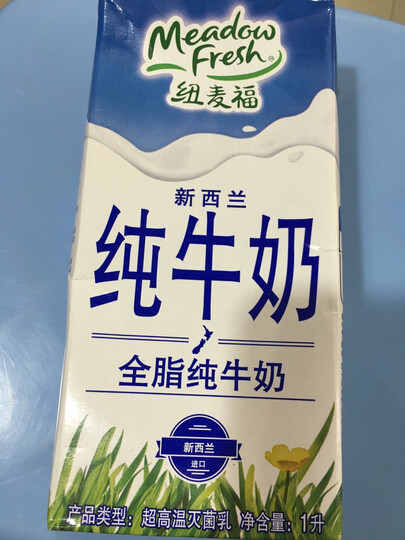 Meadow
Fresh
纽麦福
新西兰
纯牛奶
全脂纯牛奶
新西兰
进口
产品类型：超高温灭菌乳 净含量：1升